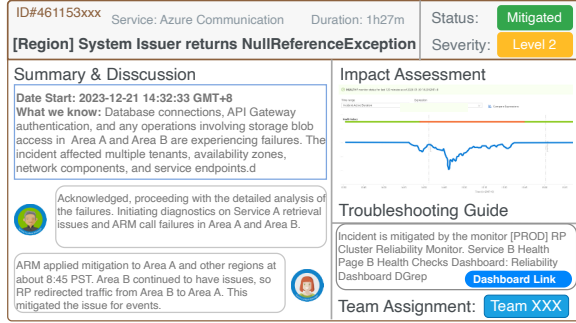 ID#461153xxx Service: Azure Communication Duration: 1h27m
Status: Mitigated
[Region] System Issuer returns NullReferenceException
Severity: Level 2
Summary & Disscussion
Date Start: 2023-12-21 14:32:33 GMT+8
What we know: Database connections, API Gateway
authentication, and any operations involving storage blob
access in Area A and Area B are experiencing failures. The
incident affected multiple tenants, availability zones,
network components, and service endpoints.d
Acknowledged, proceeding with the detailed analysis of
the failures. Initiating diagnostics on Service A retrieval
issues and ARM call failures in Area A and Area B.
ARM applied mitigation to Area A and other regions at
about 8:45 PST. Area B continued to have issues, so
RP redirected traffic from Area B to Area A. This
mitigated the issue for events.
Impact Assessment
Troubleshooting Guide
Incident is mitigated by the monitor [PROD] RP
Cluster Reliability Monitor. Service B Health
Page B Health Checks Dashboard: Reliability
Dashboard DGrep Dashboard Link
Team Assignment: Team XXX